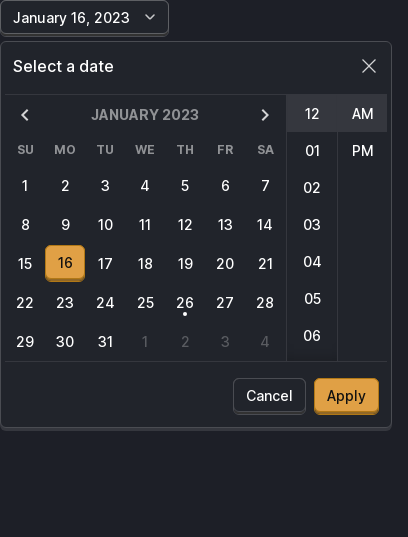 January 16, 2023
Select a date
JANUARY 2023
SU MO TU WE TH FR SA
1 2 3 4 5 6 7
8 9 10 11 12 13 14
15 16 17 18 19 20 21
22 23 24 25 26 27 28
29 30 31 1 2 3 4
12 AM
01 PM
02
03
04
05
06
Cancel Apply